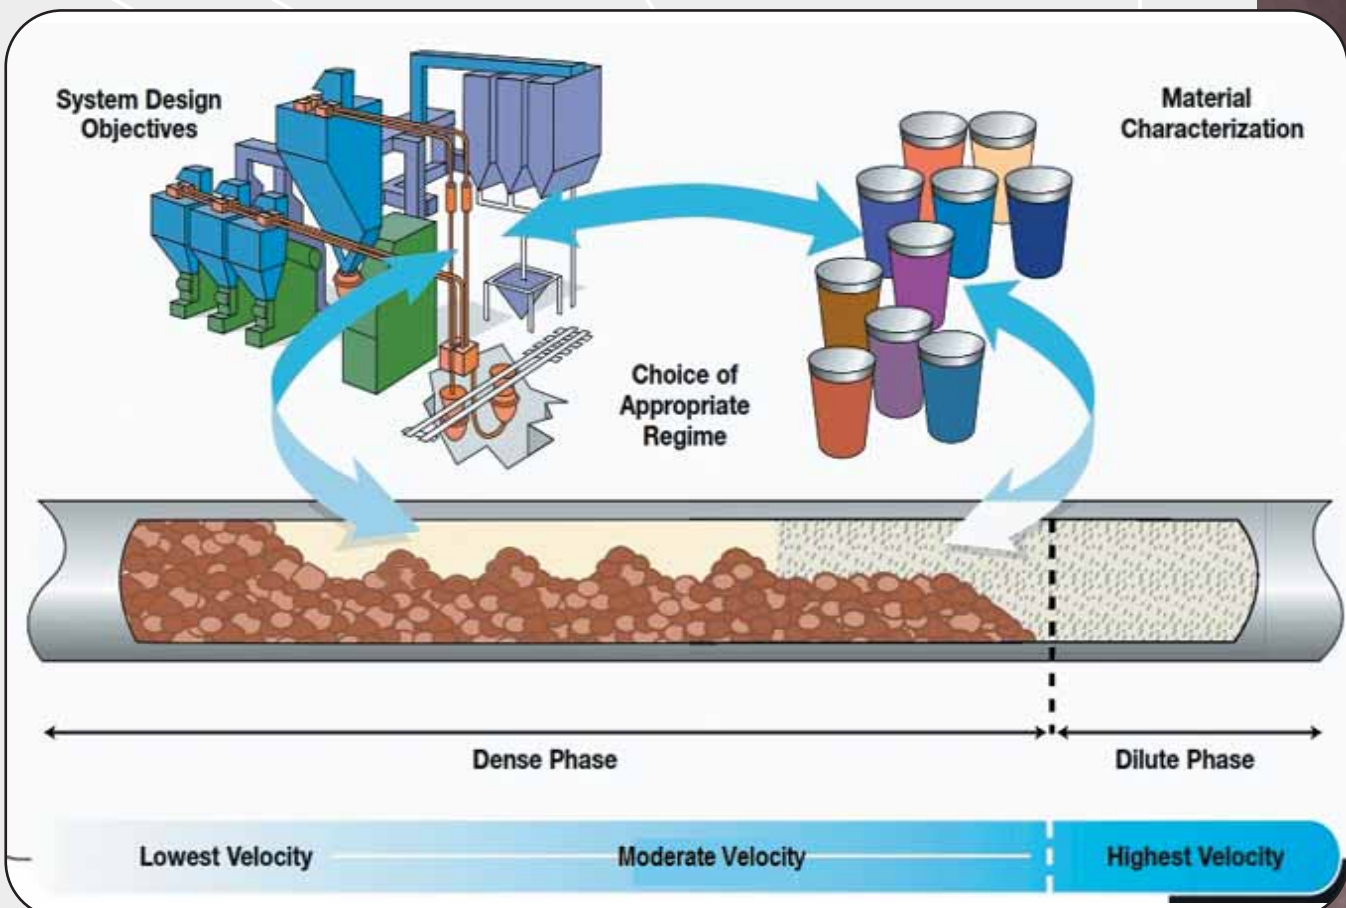 System Design
Objectives
Material
Characterization
Choice of
Appropriate
Regime
Dense Phase
Dilute Phase
Lowest Velocity
Moderate Velocity
Highest Velocity